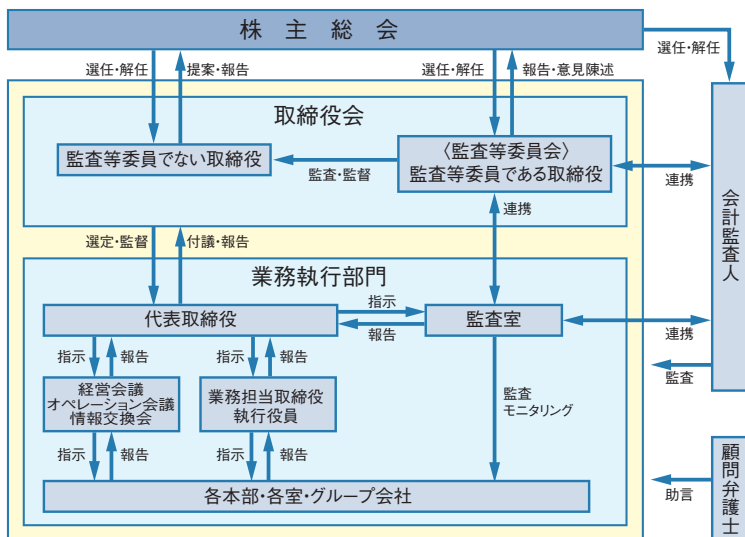 株主総会
選任・解任
提案・報告
選任・解任
報告・意見陳述
選任・解任
取締役会
監査等委員でない取締役
監査・監督
〈監査等委員会〉
監査等委員である取締役
連携
会計監査人
連携
選定・監督
付議・報告
業務執行部門
代表取締役
指示
報告
監査室
連携
監査
指示
報告
指示
報告
経営会議
オペレーション会議
情報交換会
業務担当取締役
執行役員
監査
モニタリング
指示
報告
指示
報告
各本部・各室・グループ会社
助言
顧問弁護士